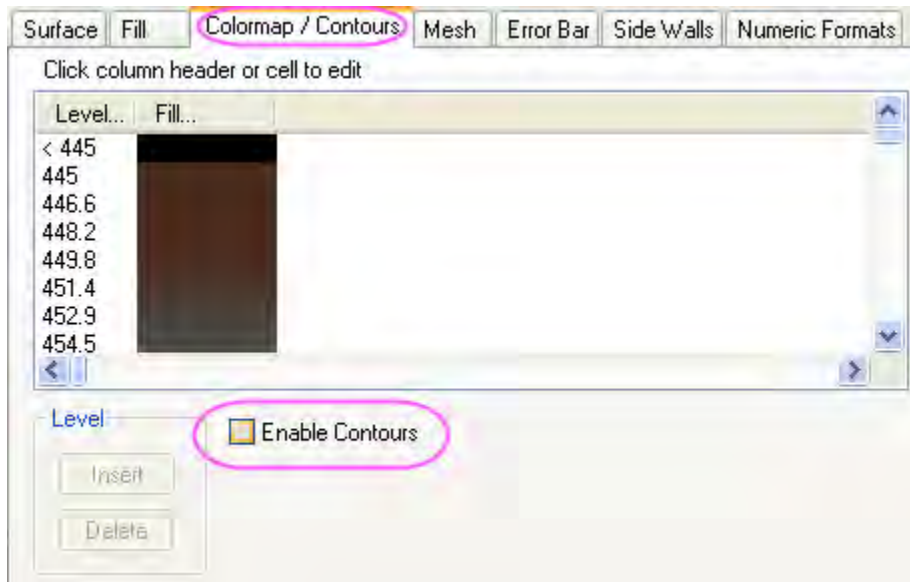 Surface Fill Colormap / Contours Mesh Error Bar Side Walls Numeric Formats
Click column header or cell to edit
Level... Fill...
< 445
445
446.6
448.2
449.8
451.4
452.9
454.5
Level
Enable Contours
Insert
Delete